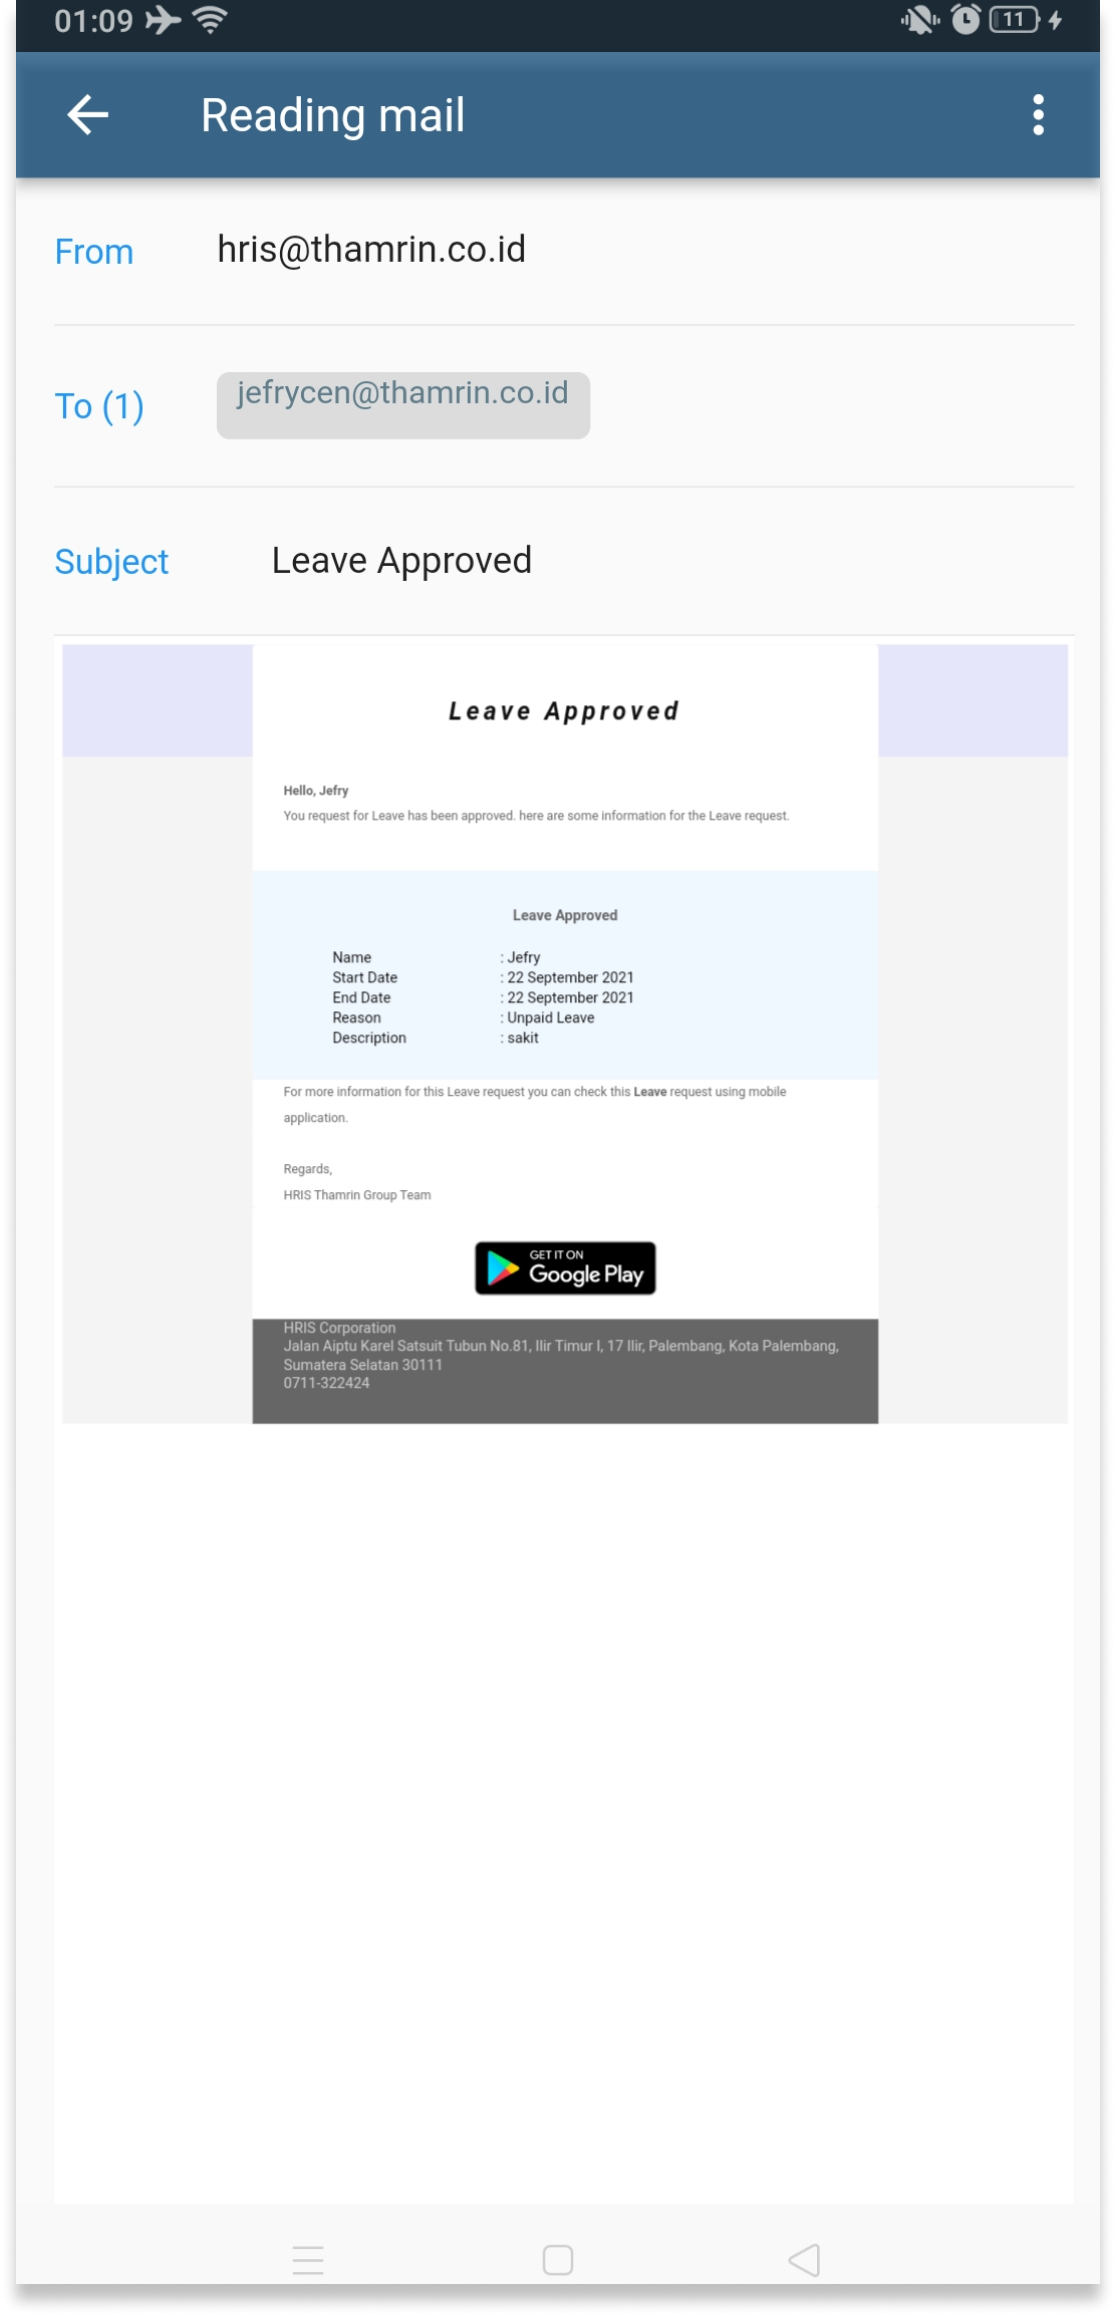 01:09
11
Reading mail
From hris@thamrin.co.id
To (1) jefrycen@thamrin.co.id
Subject Leave Approved
Leave Approved
Hello, Jefry
You request for Leave has been approved. here are some information for the Leave request.
Leave Approved
Name : Jefry
Start Date : 22 September 2021
End Date : 22 September 2021
Reason : Unpaid Leave
Description : sakit
For more information for this Leave request you can check this Leave request using mobile
application.
Regards,
HRIS Thamrin Group Team
GET IT ON
Google Play
HRIS Corporation
Jalan Aiptu Karel Satsuit Tubun No.81, Ilir Timur I, 17 Ilir, Palembang, Kota Palembang,
Sumatera Selatan 30111
0711-322424